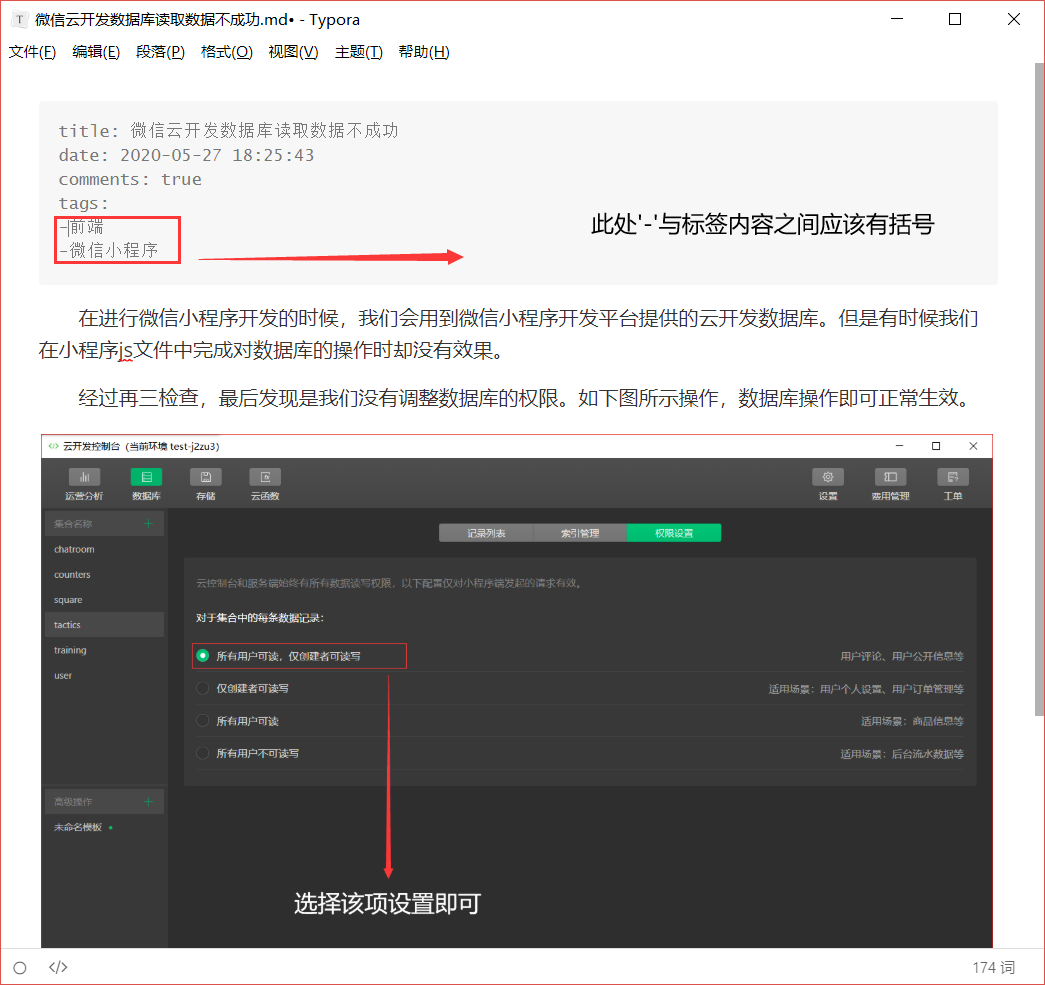 微信云开发数据库读取数据不成功.md• - Typora
文件(F) 编辑(E) 段落(P) 格式(O) 视图(V) 主题(T) 帮助(H)
title: 微信云开发数据库读取数据不成功
date: 2020-05-27 18:25:43
comments: true
tags:
-前端
-微信小程序
此处'-'与标签内容之间应该有括号
在进行微信小程序开发的时候，我们会用到微信小程序开发平台提供的云开发数据库。但是有时候我们
在小程序js文件中完成对数据库的操作时却没有效果。
经过再三检查，最后发现是我们没有调整数据库的权限。如下图所示操作，数据库操作即可正常生效。
云开发控制台（当前环境 test-j2zu3）
运营分析 数据库 存储 云函数 设置 费用管理 工单
集合名称 +
记录列表 索引管理 权限设置
chatroom
counters
square
tactics
training
user
云控制台和服务端始终有所有数据读写权限，以下配置仅对小程序端发起的请求有效。
对于集合中的每条数据记录：
所有用户可读，仅创建者可读写 用户评论、用户公开信息等
仅创建者可读写 适用场景：用户个人设置、用户订单管理等
所有用户可读 适用场景：商品信息等
所有用户不可读写 适用场景：后台流水数据等
高级操作 +
未命名模板
选择该项设置即可
174 词